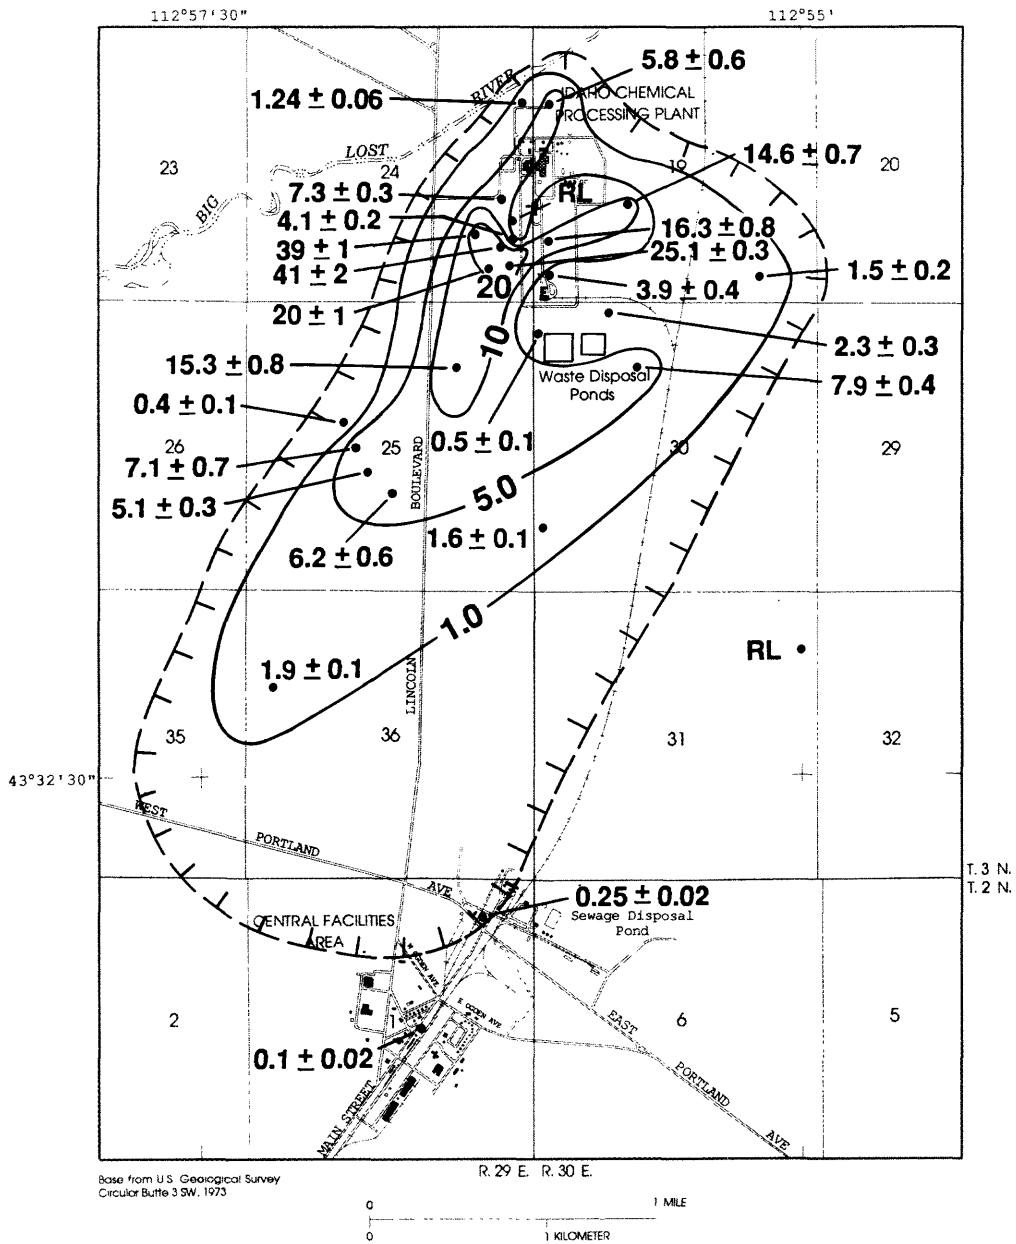 112°57'30"
112°55'
5.8 ± 0.6
RIVER
IDAHO CHEMICAL
PROCESSING PLANT
1.24 ± 0.06
LOST
23
24
19
20
14.6 ± 0.7
BIG
7.3 ± 0.3
RL
4.1 ± 0.2
16.3 ± 0.8
39 ± 1
25.1 ± 0.3
41 ± 2
1.5 ± 0.2
20
3.9 ± 0.4
20 ± 1
10
2.3 ± 0.3
15.3 ± 0.8
Waste Disposal
Ponds
7.9 ± 0.4
0.4 ± 0.1
26
25
0.5 ± 0.1
30
29
7.1 ± 0.7
BOULEVARD
5.1 ± 0.3
5.0
6.2 ± 0.6
1.6 ± 0.1
1.0
RL
1.9 ± 0.1
LINCOLN
35
36
31
32
43°32'30"
WEST
PORTLAND
AVE
T. 3 N.
T. 2 N.
0.25 ± 0.02
CENTRAL FACILITIES
AREA
Sewage Disposal
Pond
E OGDEN AVE
2
1
6
5
EAST
PORTLAND
AVE
0.1 ± 0.02
MAIN STREET
R. 29 E. R. 30 E.
Base from U.S. Geological Survey
Circular Butte 3 SW, 1973
0 1 MILE
0 1 KILOMETER